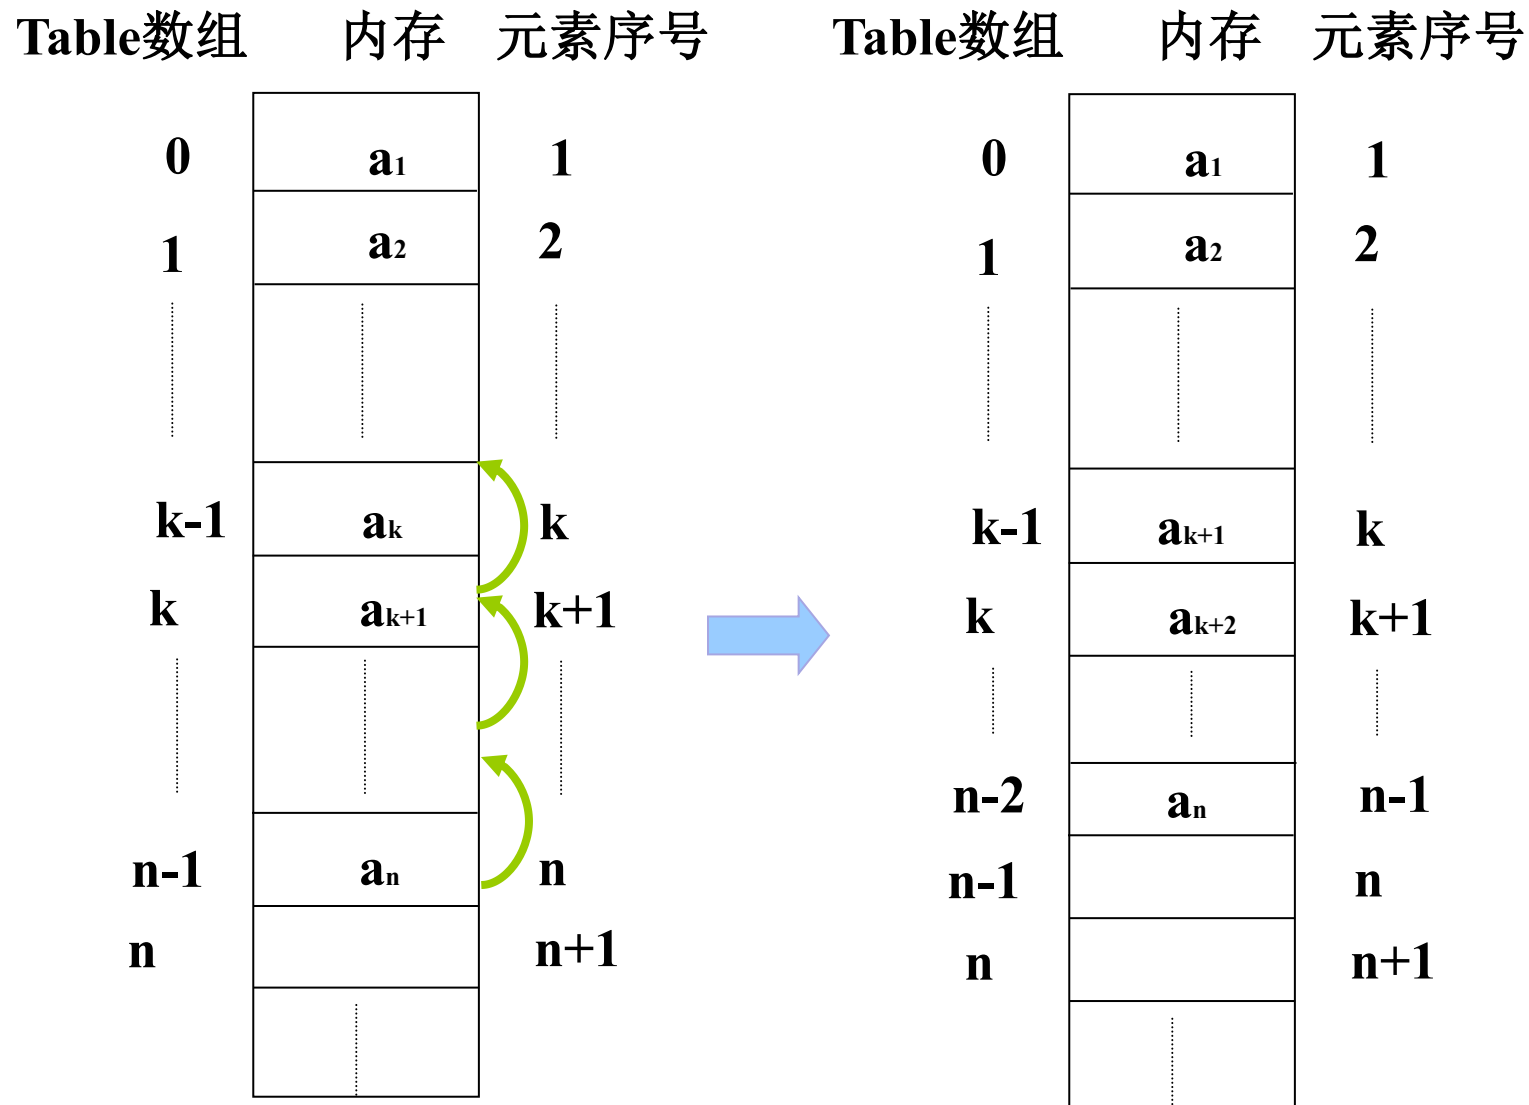 Table数组 内存 元素序号
0 a1 1
1 a2 2
k-1 ak k
k ak+1 k+1
n-1 an n
n n+1
Table数组 内存 元素序号
0 a1 1
1 a2 2
k-1 ak+1 k
k ak+2 k+1
n-2 an n-1
n-1 n
n n+1